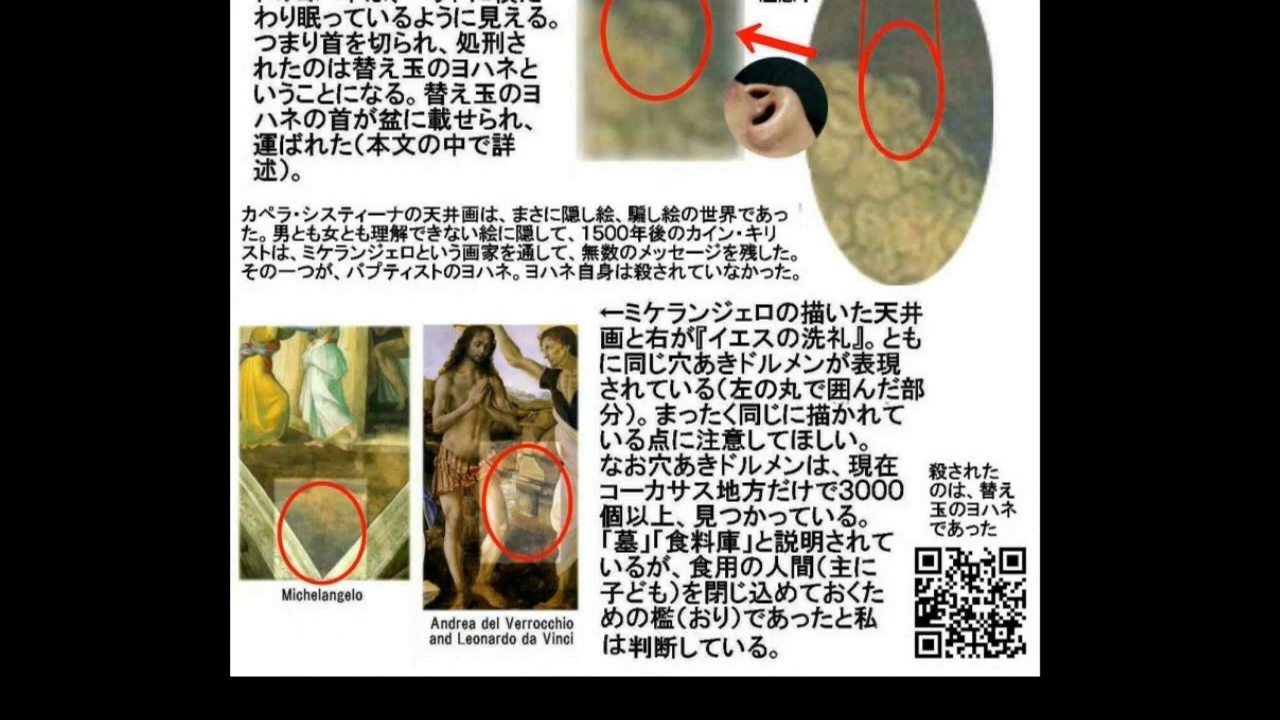 わり眠っているように見える。
つまり首を切られ、処刑さ
れたのは替え玉のヨハネと
いうことになる。替え玉のヨ
ハネの首が盆に載せられ、
運ばれた(本文の中で詳
述)。
カペラ・システィーナの天井画は、まさに隠し絵、騙し絵の世界であっ
た。男とも女とも理解できない絵に隠して、1500年後のカイン・キリ
ストは、ミケランジェロという画家を通して、無数のメッセージを残した。
その一つが、バプティストのヨハネ。ヨハネ自身は殺されていなかった。
←ミケランジェロの描いた天井
画と右が『イエスの洗礼』。とも
に同じ穴あきドルメンが表現
されている(左の丸で囲んだ部
分)。まったく同じに描かれて
いる点に注意してほしい。
なお穴あきドルメンは、現在
コーカサス地方だけで3000
個以上、見つかっている。
「墓」「食料庫」と説明されて
いるが、食用の人間(主に
子ども)を閉じ込めておくた
めの檻(おり)であったと私
は判断している。
殺された
のは、替え
玉のヨハネ
であった
Michelangelo
Andrea del Verrocchio
and Leonardo da Vinci